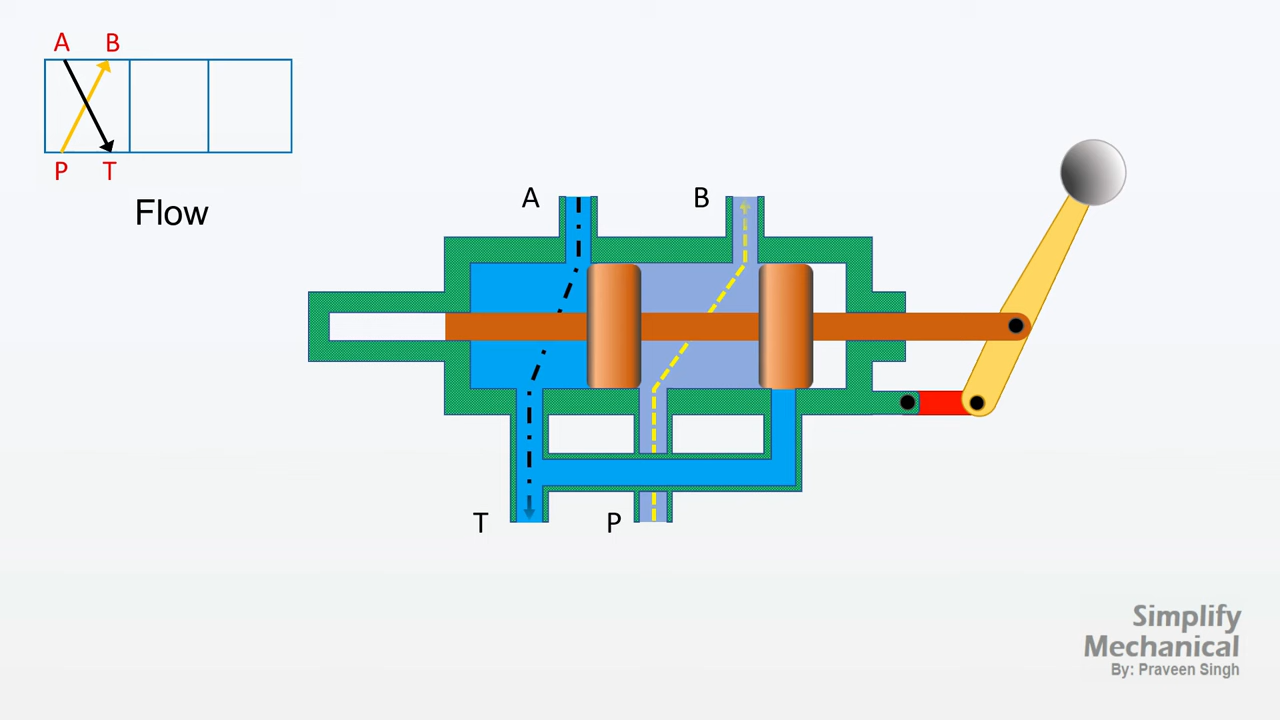 A B
P T
Flow
A B
T P
Simplify
Mechanical
By: Praveen Singh